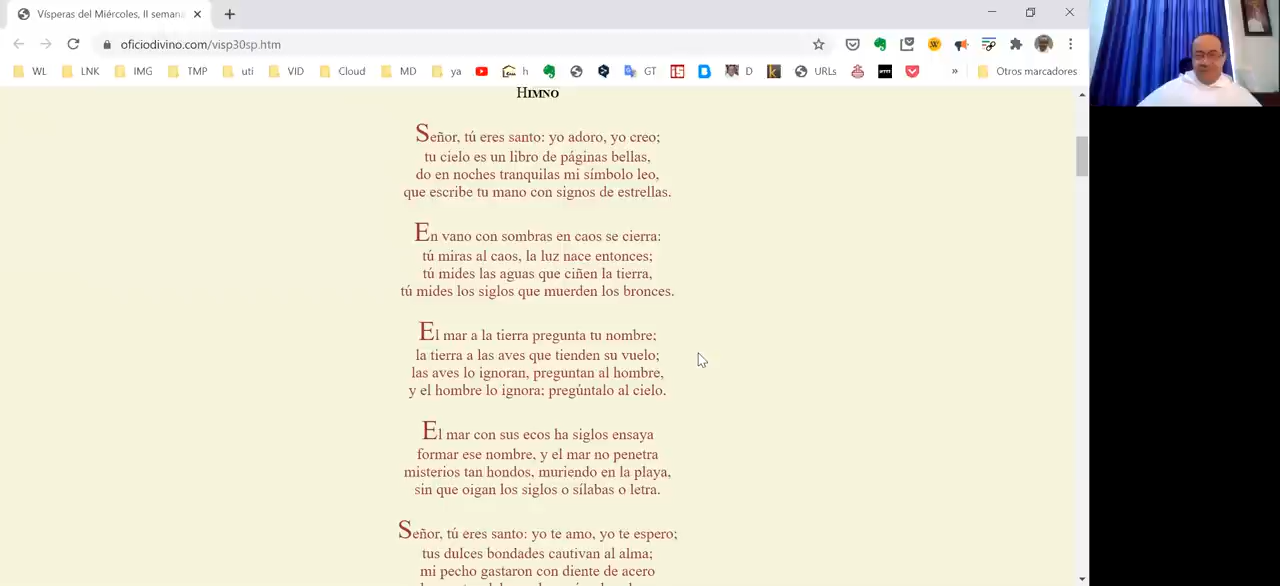 Vísperas del Miércoles, II semana
oficiodivino.com/visp30sp.htm
WL LNK IMG TMP uti VID Cloud MD ya h GT D URLs » Otros marcadores
HIMNO
Señor, tú eres santo: yo adoro, yo creo;
tu cielo es un libro de páginas bellas,
do en noches tranquilas mi símbolo leo,
que escribe tu mano con signos de estrellas.
En vano con sombras en caos se cierra:
tú miras al caos, la luz nace entonces;
tú mides las aguas que ciñen la tierra,
tú mides los siglos que muerden los bronces.
El mar a la tierra pregunta tu nombre;
la tierra a las aves que tienden su vuelo;
las aves lo ignoran, preguntan al hombre,
y el hombre lo ignora; pregúntalo al cielo.
El mar con sus ecos ha siglos ensaya
formar ese nombre, y el mar no penetra
misterios tan hondos, muriendo en la playa,
sin que oigan los siglos o sílabas o letra.
Señor, tú eres santo: yo te amo, yo te espero;
tus dulces bondades cautivan al alma;
mi pecho gastaron con diente de acero